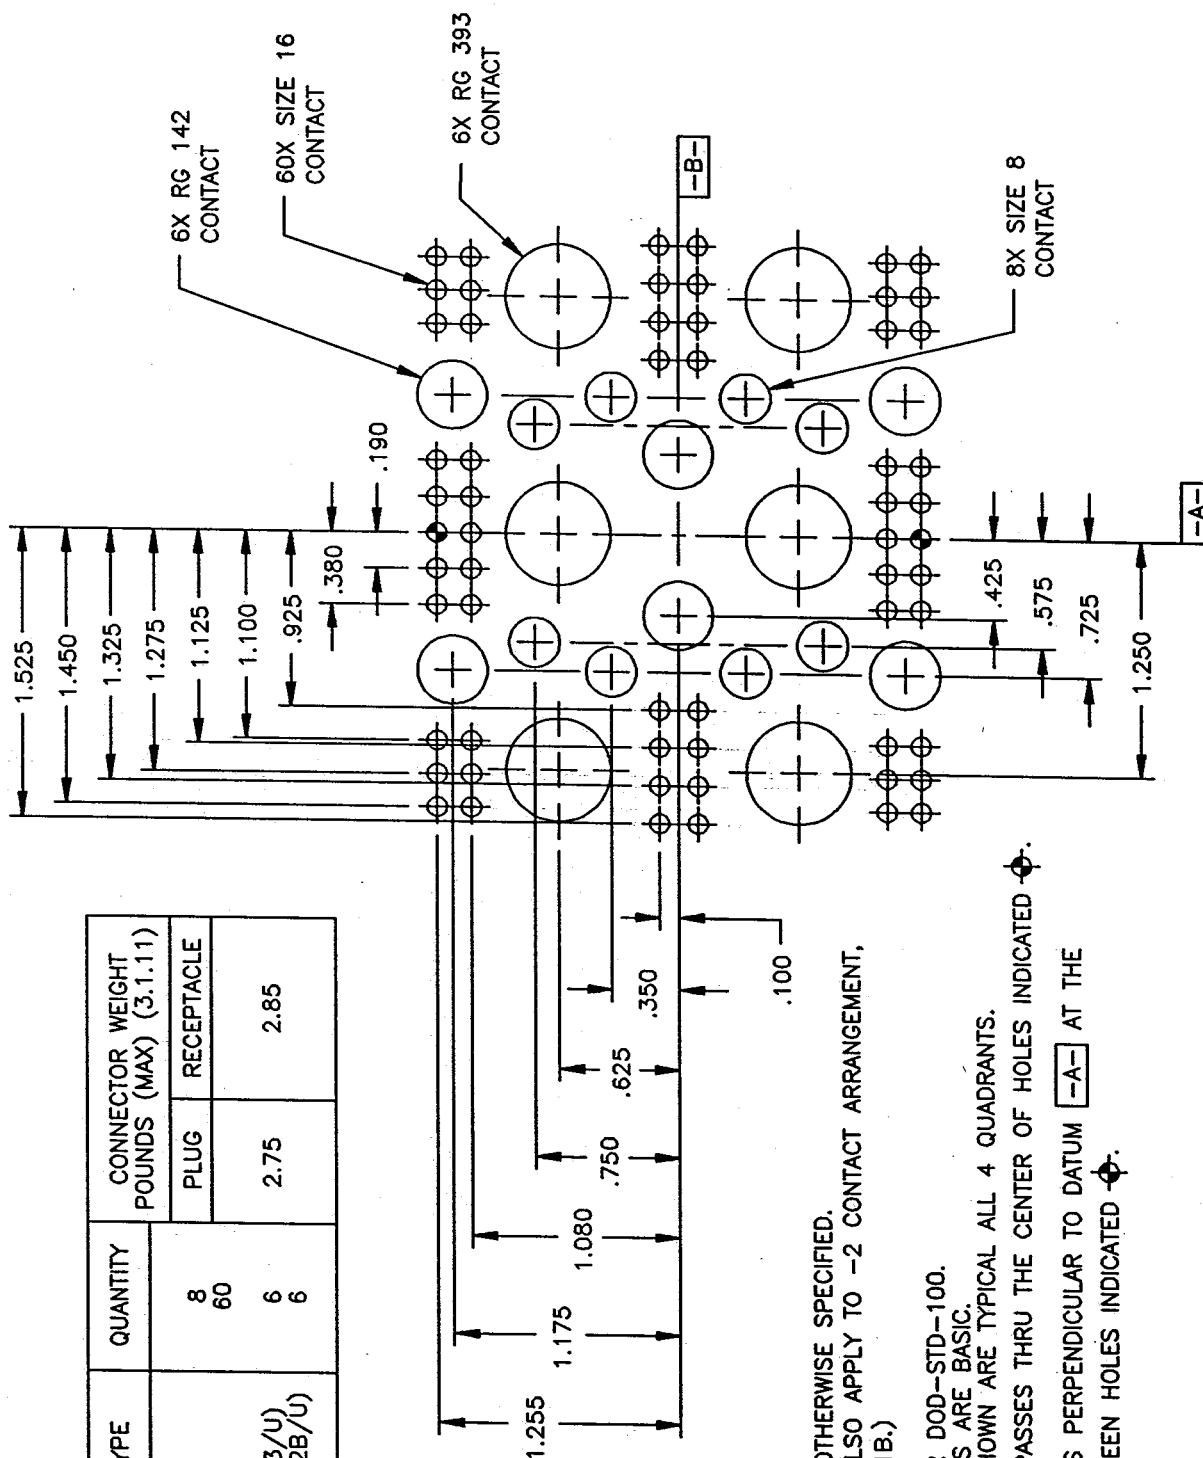 6X RG 142
CONTACT
60X SIZE 16
CONTACT
6X RG 393
CONTACT
-B-
8X SIZE 8
CONTACT
1.525
1.450
1.325
1.275
1.125
1.100
.925
.380
.190
.425
.575
.725
1.250
-A-
.100
.350
.625
.750
1.080
1.175
1.255
YPE
QUANTITY
CONNECTOR WEIGHT
POUNDS (MAX) (3.1.11)
PLUG
RECEPTACLE
8
60
2.75
2.85
3/U) 6
2B/U) 6
OTHERWISE SPECIFIED.
LSO APPLY TO -2 CONTACT ARRANGEMENT,
1B.)
DOD-STD-100.
S ARE BASIC.
HOWN ARE TYPICAL ALL 4 QUADRANTS.
PASSES THRU THE CENTER OF HOLES INDICATED .
S PERPENDICULAR TO DATUM -A- AT THE
EEN HOLES INDICATED .